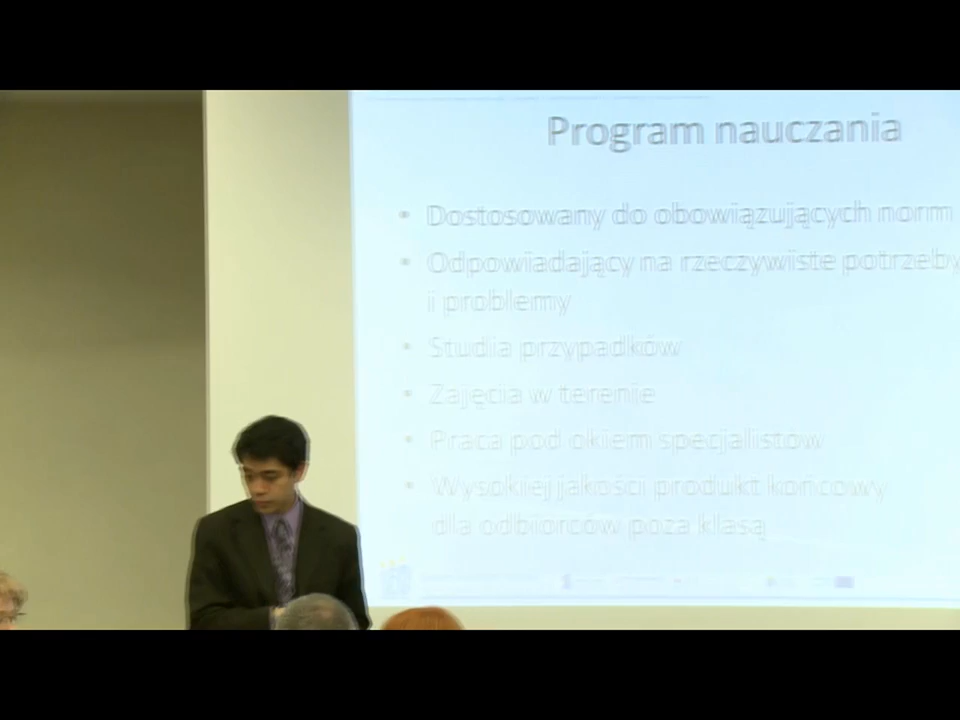 Program nauczania
• Dostosowany do obowiązujących norm
• Odpowiadający na rzeczywiste potrzeby
i problemy
• Studia przypadków
• Zajęcia w terenie
• Praca pod okiem specjalistów
• Wysokiej jakości produkt końcowy
dla odbiorców poza klasą